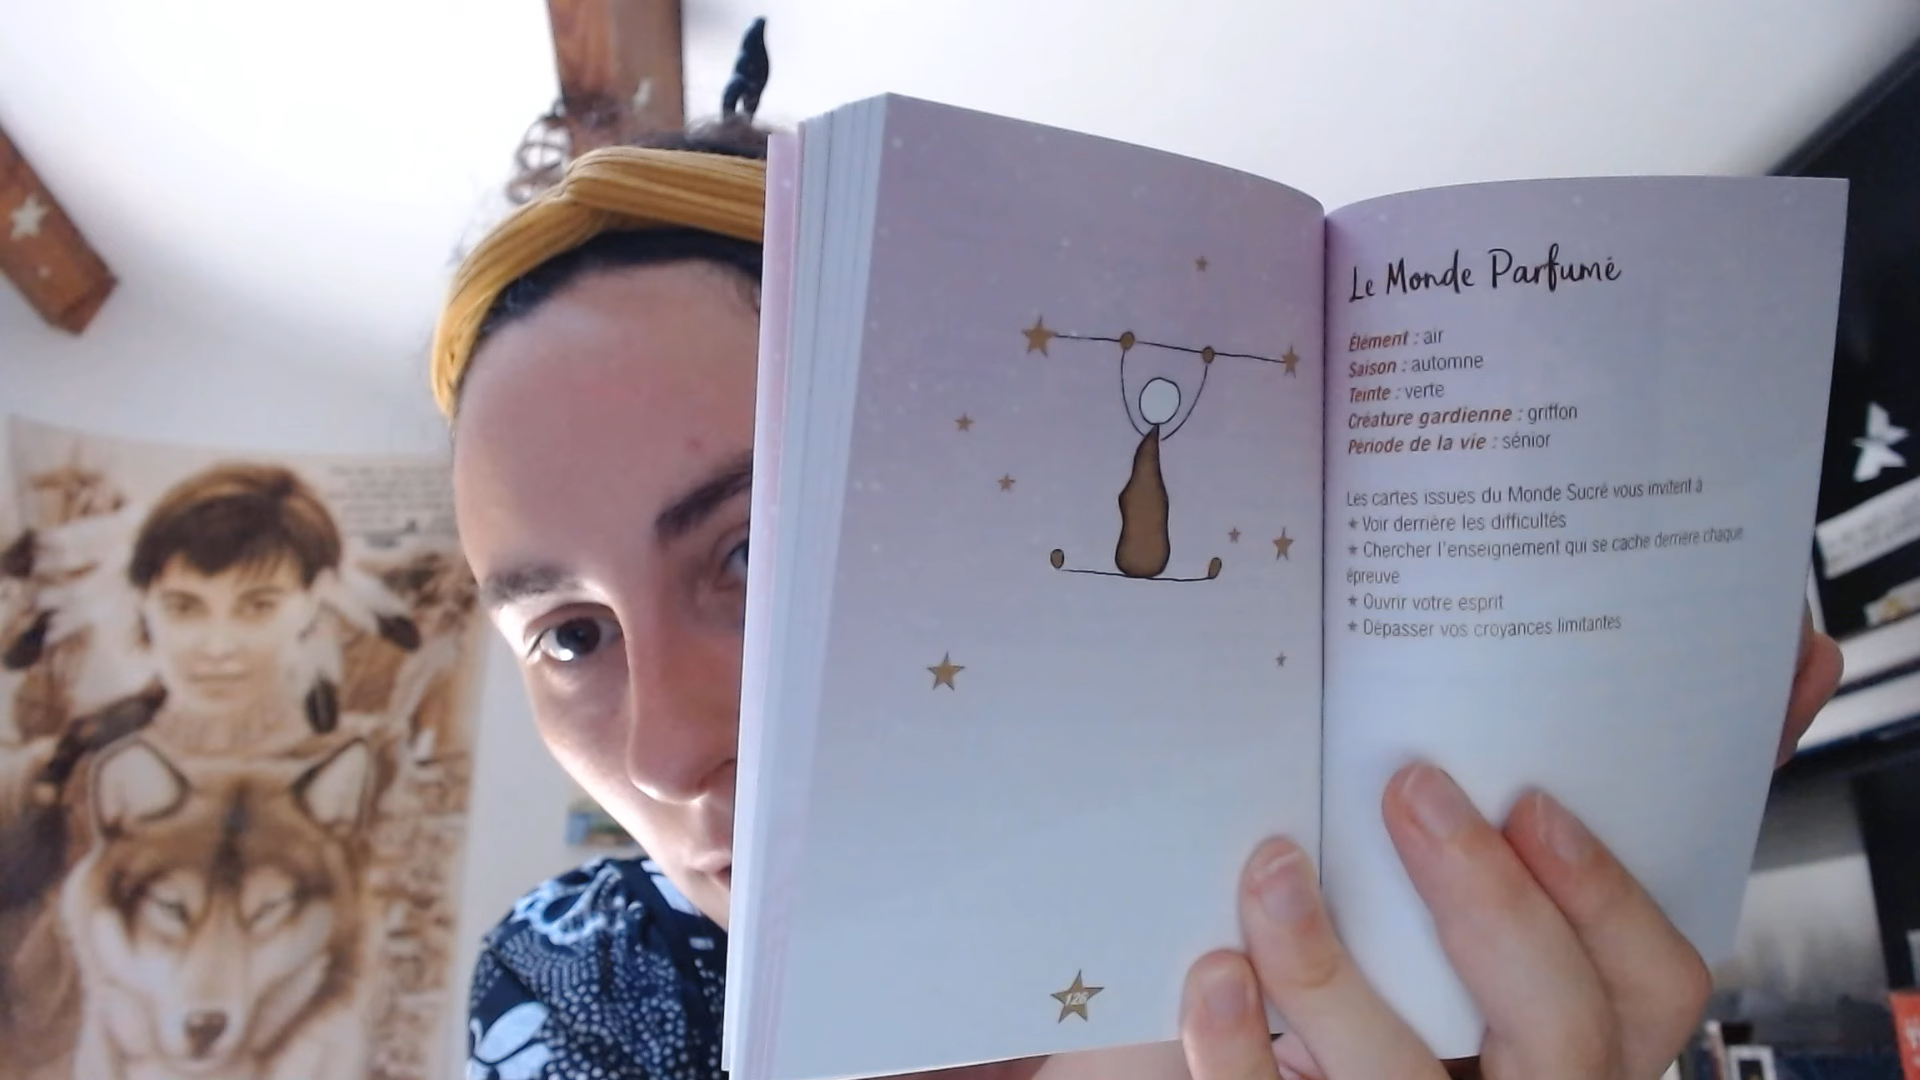 Le Monde Parfumé
Élément : air
Saison : automne
Teinte : verte
Créature gardienne : griffon
Période de la vie : sénior
Les cartes issues du Monde Sucré vous invitent à
* Voir derrière les difficultés
* Chercher l'enseignement qui se cache derrière chaque
épreuve
* Ouvrir votre esprit
* Dépasser vos croyances limitantes
126